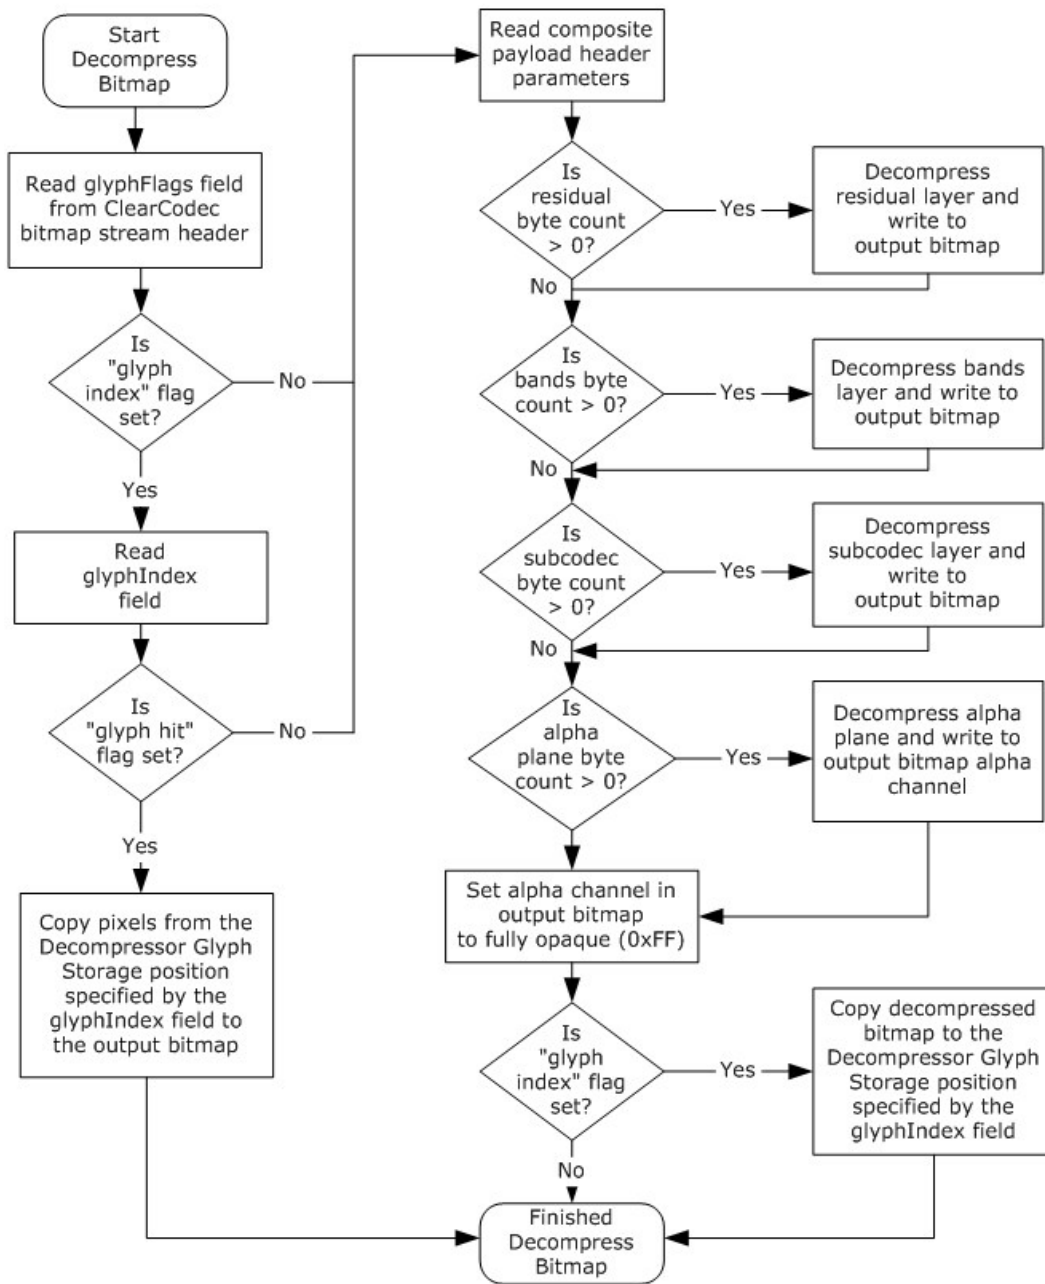 Start
Decompress
Bitmap
Read glyphFlags field
from ClearCodec
bitmap stream header
Is
"glyph
index" flag
set?
No
Yes
Read
glyphIndex
field
Is
"glyph hit"
flag set?
No
Yes
Copy pixels from the
Decompressor Glyph
Storage position
specified by the
glyphIndex field to
the output bitmap
Read composite
payload header
parameters
Is
residual
byte count
> 0?
Yes
Decompress
residual layer and
write to
output bitmap
No
Is
bands byte
count > 0?
Yes
Decompress bands
layer and write to
output bitmap
No
Is
subcodec
byte count
> 0?
Yes
Decompress
subcodec layer and
write to
output bitmap
No
Is
alpha
plane byte
count > 0?
Yes
Decompress alpha
plane and write to
output bitmap alpha
channel
Set alpha channel in
output bitmap
to fully opaque (0xFF)
Is
"glyph
index" flag
set?
Yes
Copy decompressed
bitmap to the
Decompressor Glyph
Storage position
specified by the
glyphIndex field
No
Finished
Decompress
Bitmap